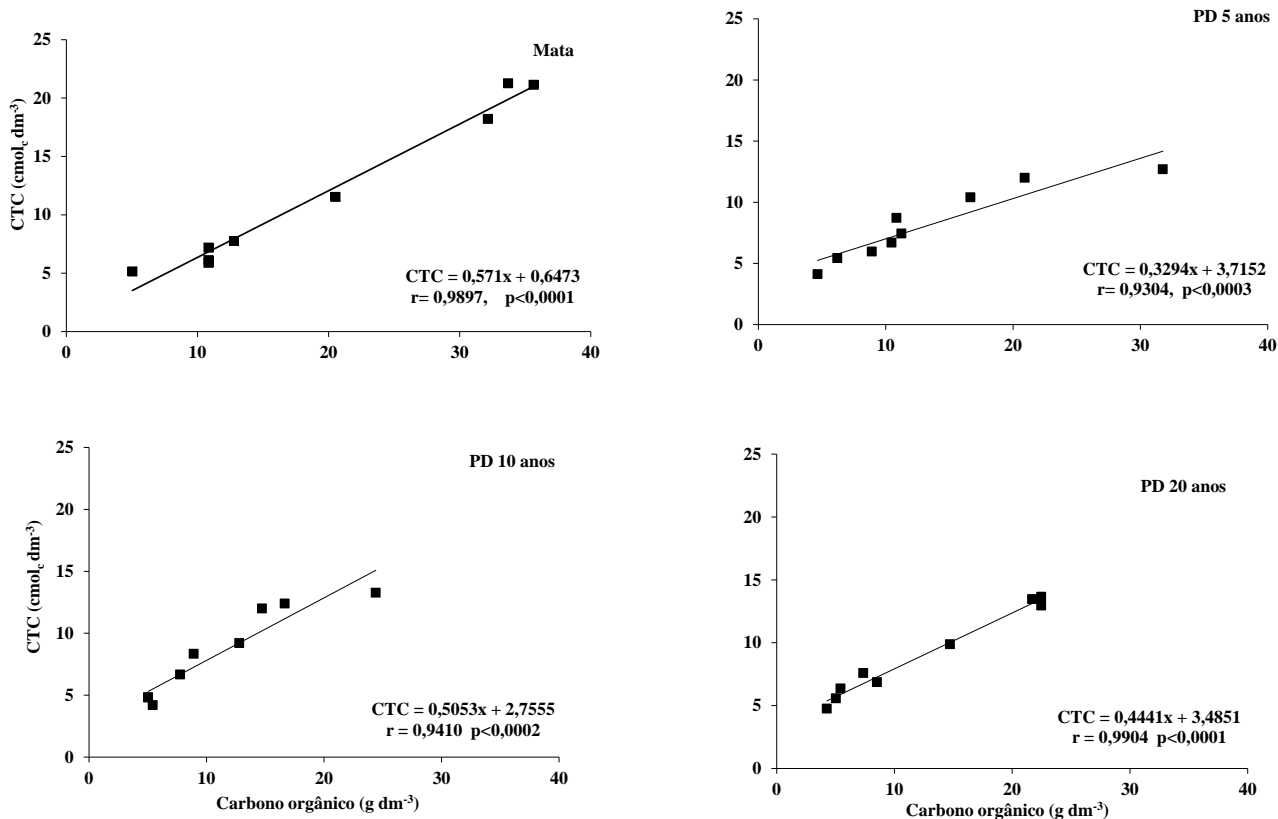 Mata
CTC (cmolc dm-3)
25
20
15
10
5
0
0 10 20 30 40
CTC = 0,571x + 0,6473
r= 0,9897, p<0,0001
PD 5 anos
25
20
15
10
5
0
0 10 20 30 40
CTC = 0,3294x + 3,7152
r= 0,9304, p<0,0003
PD 10 anos
CTC (cmolc dm-3)
25
20
15
10
5
0
0 10 20 30 40
CTC = 0,5053x + 2,7555
r = 0,9410 p<0,0002
Carbono orgânico (g dm-3)
PD 20 anos
25
20
15
10
5
0
0 10 20 30 40
CTC = 0,4441x + 3,4851
r = 0,9904 p<0,0001
Carbono orgânico (g dm-3)